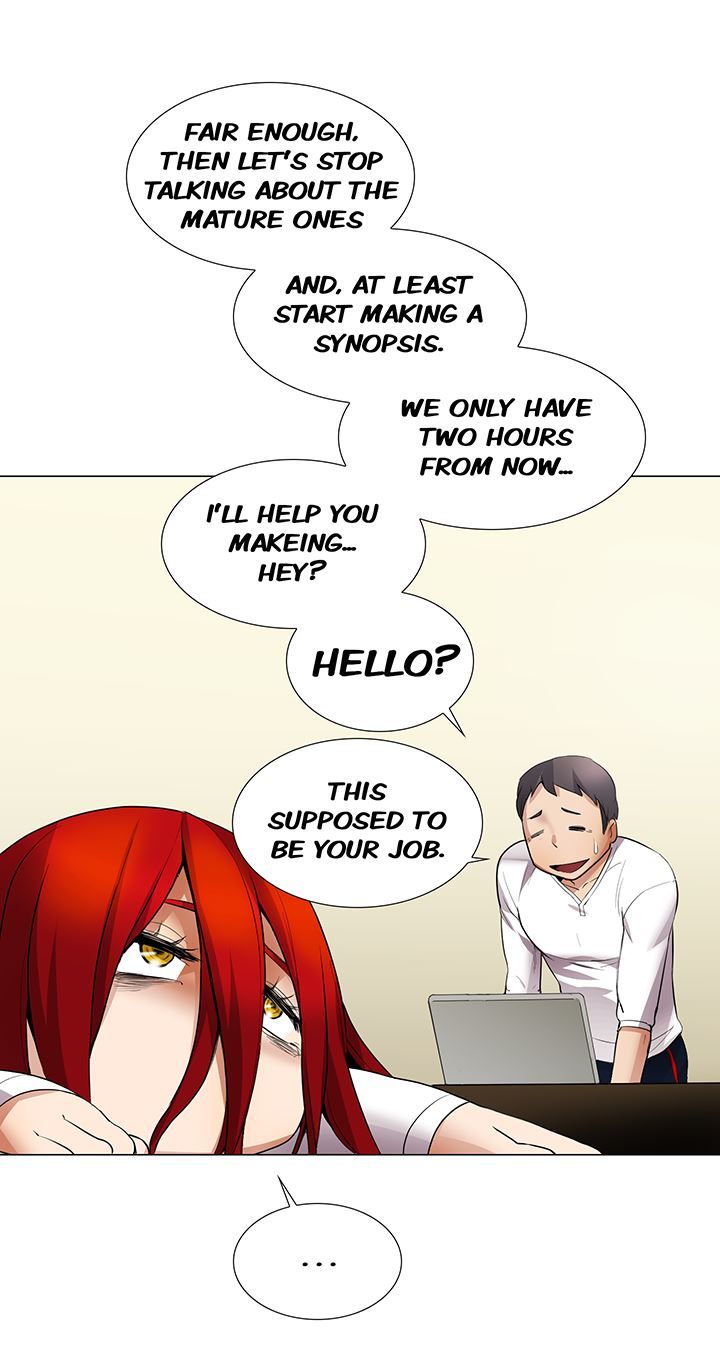 FAIR ENOUGH,
THEN LET'S STOP
TALKING ABOUT THE
MATURE ONES
AND, AT LEAST
START MAKING A
SYNOPSIS.
WE ONLY HAVE
TWO HOURS
FROM NOW...
I'LL HELP YOU
MAKEING...
HEY?
HELLO?
THIS
SUPPOSED TO
BE YOUR JOB.
...